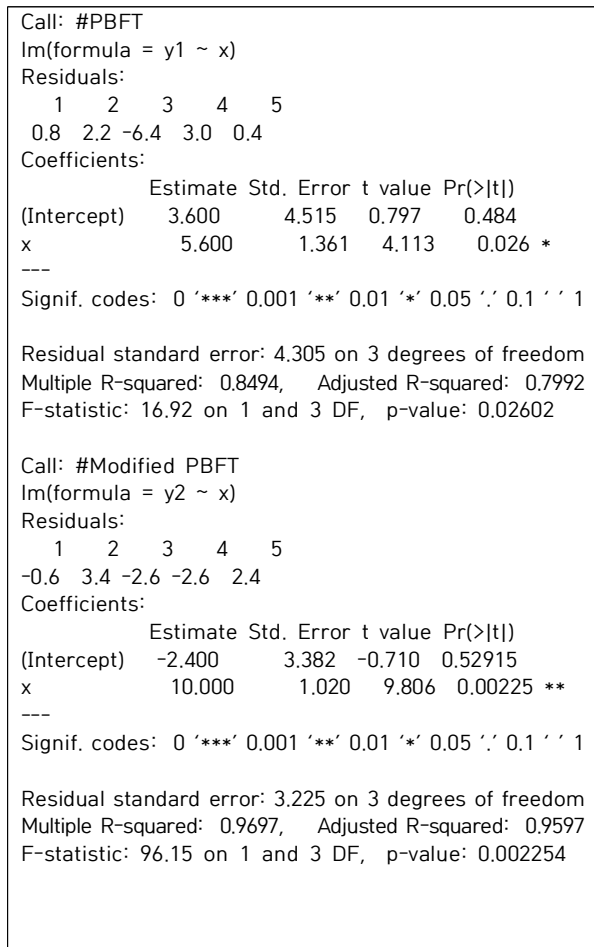 Call: #PBFT
lm(formula = y1 ~ x)
Residuals:
1 2 3 4 5
0.8 2.2 -6.4 3.0 0.4
Coefficients:
Estimate Std. Error t value Pr(>|t|)
(Intercept) 3.600 4.515 0.797 0.484
x 5.600 1.361 4.113 0.026 *
---
Signif. codes: 0 ‘***’ 0.001 ‘**’ 0.01 ‘*’ 0.05 ‘.’ 0.1 ‘ ’ 1
Residual standard error: 4.305 on 3 degrees of freedom
Multiple R-squared: 0.8494, Adjusted R-squared: 0.7992
F-statistic: 16.92 on 1 and 3 DF, p-value: 0.02602
Call: #Modified PBFT
lm(formula = y2 ~ x)
Residuals:
1 2 3 4 5
-0.6 3.4 -2.6 -2.6 2.4
Coefficients:
Estimate Std. Error t value Pr(>|t|)
(Intercept) -2.400 3.382 -0.710 0.52915
x 10.000 1.020 9.806 0.00225 **
---
Signif. codes: 0 ‘***’ 0.001 ‘**’ 0.01 ‘*’ 0.05 ‘.’ 0.1 ‘ ’ 1
Residual standard error: 3.225 on 3 degrees of freedom
Multiple R-squared: 0.9697, Adjusted R-squared: 0.9597
F-statistic: 96.15 on 1 and 3 DF, p-value: 0.002254